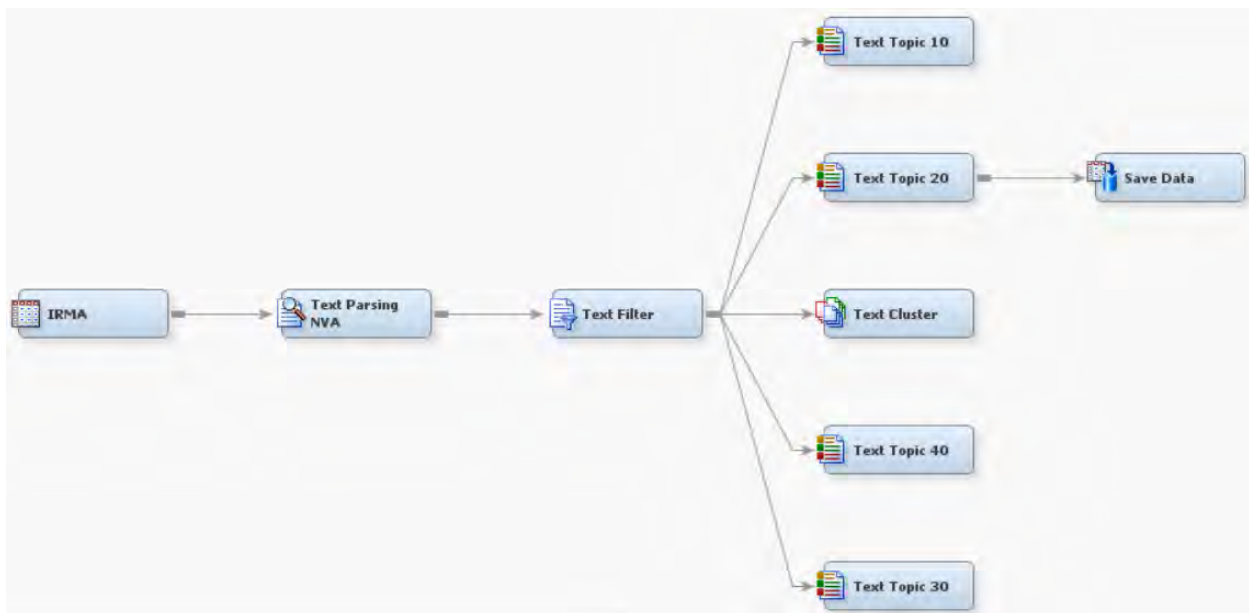 Text Topic 10
Text Topic 20
Save Data
IRMA
Text Parsing
NVA
Text Filter
Text Cluster
Text Topic 40
Text Topic 30